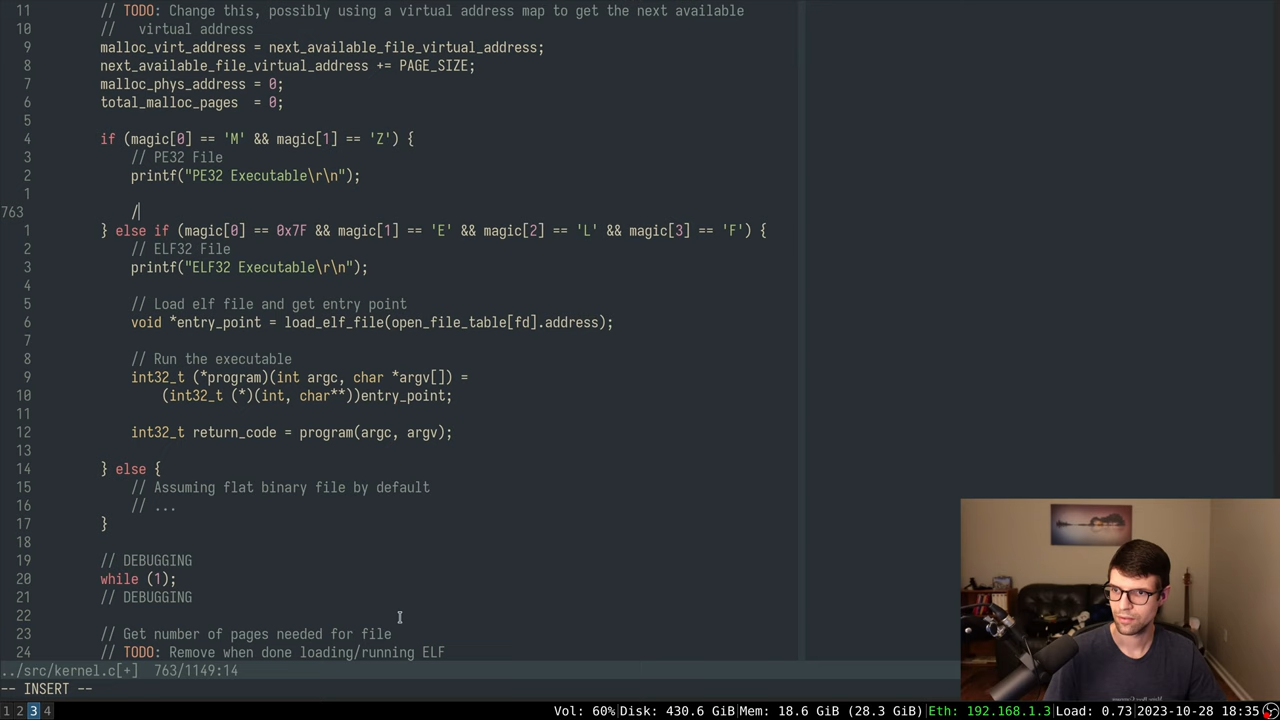 11 // TODO: Change this, possibly using a virtual address map to get the next available
10 //   virtual address
9 malloc_virt_address = next_available_file_virtual_address;
8 next_available_file_virtual_address += PAGE_SIZE;
7 malloc_phys_address = 0;
6 total_malloc_pages  = 0;
5
4 if (magic[0] == 'M' && magic[1] == 'Z') {
3 // PE32 File
2 printf("PE32 Executable\r\n");
1
763 /
1 } else if (magic[0] == 0x7F && magic[1] == 'E' && magic[2] == 'L' && magic[3] == 'F') {
2 // ELF32 File
3 printf("ELF32 Executable\r\n");
4
5 // Load elf file and get entry point
6 void *entry_point = load_elf_file(open_file_table[fd].address);
7
8 // Run the executable
9 int32_t (*program)(int argc, char *argv[]) =
10 (int32_t (*)(int, char**))entry_point;
11
12 int32_t return_code = program(argc, argv);
13
14 } else {
15 // Assuming flat binary file by default
16 // ...
17 }
18
19 // DEBUGGING
20 while (1);
21 // DEBUGGING
22
23 // Get number of pages needed for file
24 // TODO: Remove when done loading/running ELF
../src/kernel.c[+]  763/1149:14
-- INSERT --
1 2 3 4 Vol: 60%|Disk: 430.6 GiB|Mem: 18.6 GiB (28.3 GiB)|Eth: 192.168.1.3|Load: 0.73|2023-10-28 18:35